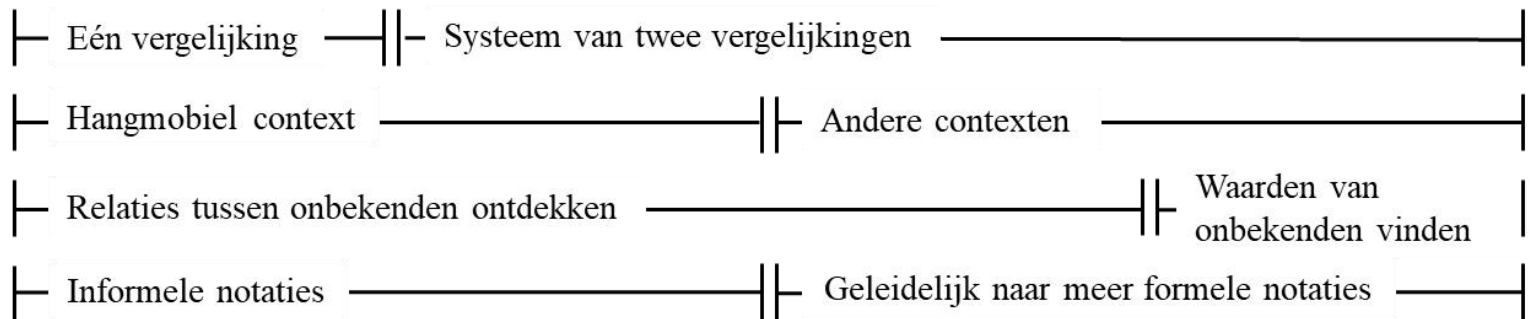 Eén vergelijking
Systeem van twee vergelijkingen
Hangmobiel context
Andere contexten
Relaties tussen onbekenden ontdekken
Waarden van
onbekenden vinden
Informele notaties
Geleidelijk naar meer formele notaties